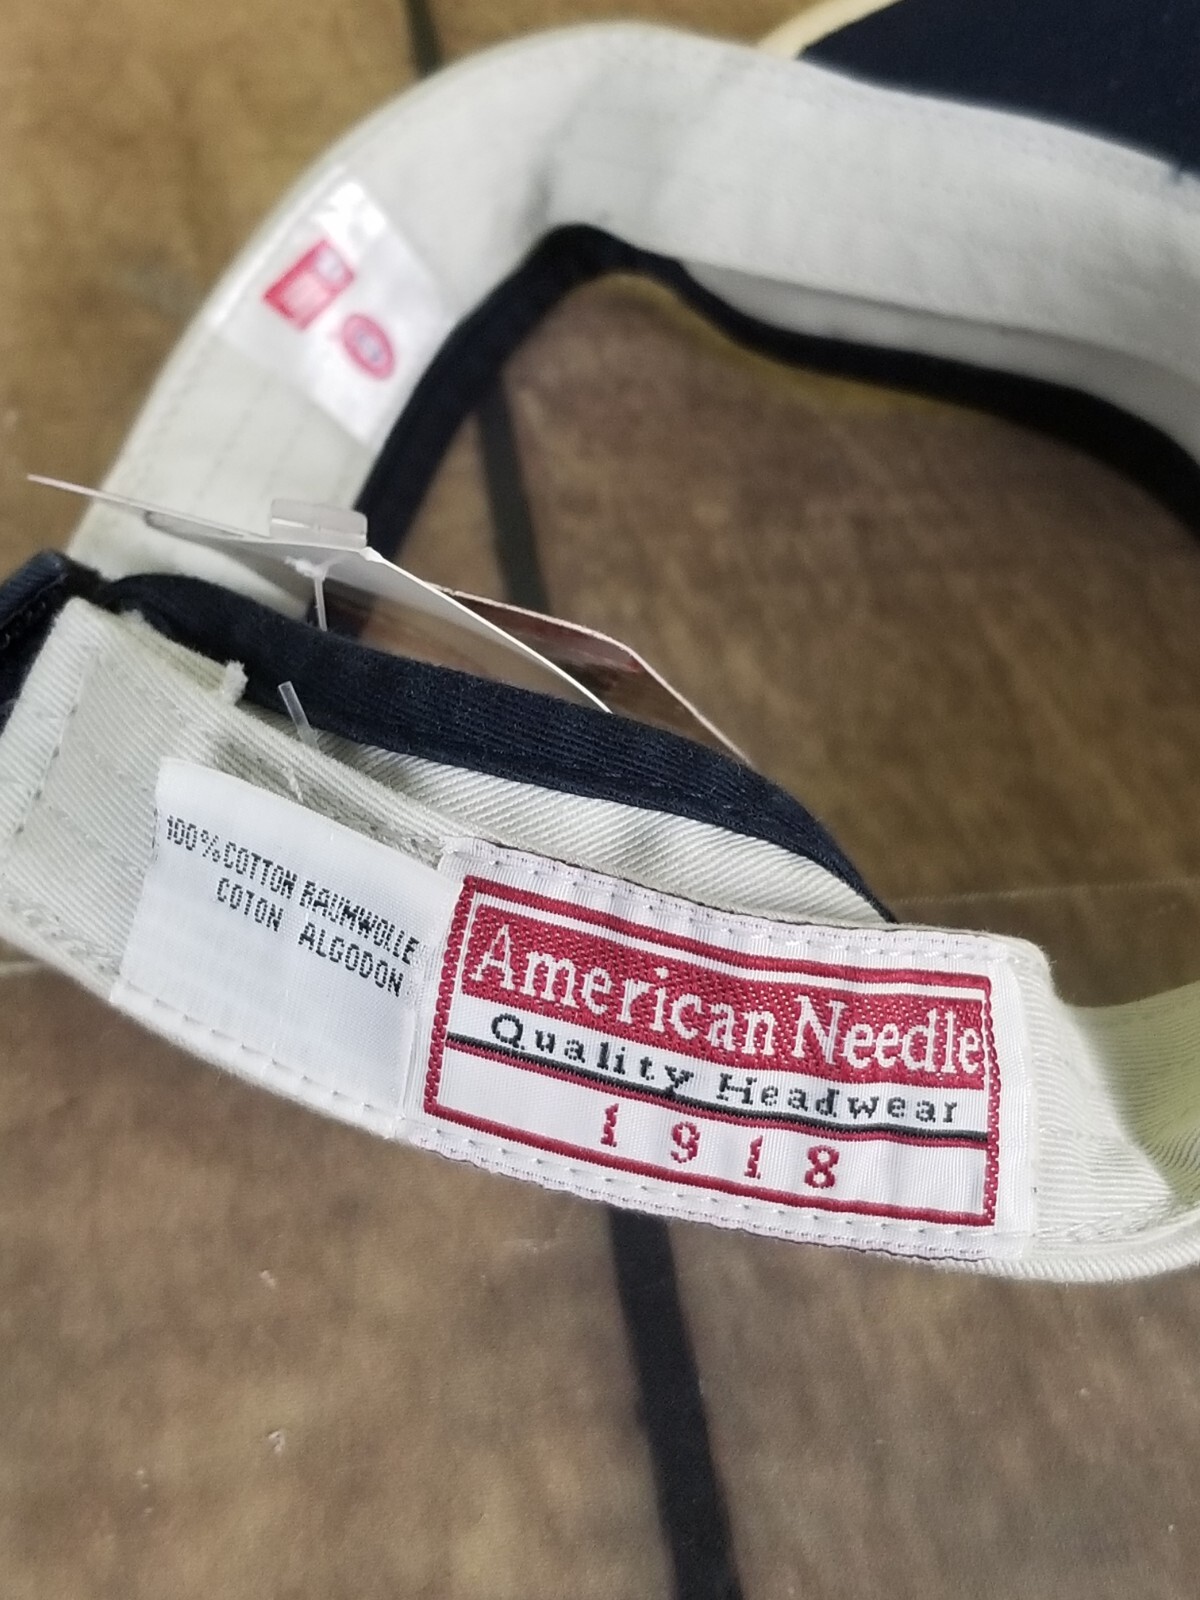 100% COTTON BAUMWOLLE
COTON ALGODON
American Needle
Quality Headwear
1918